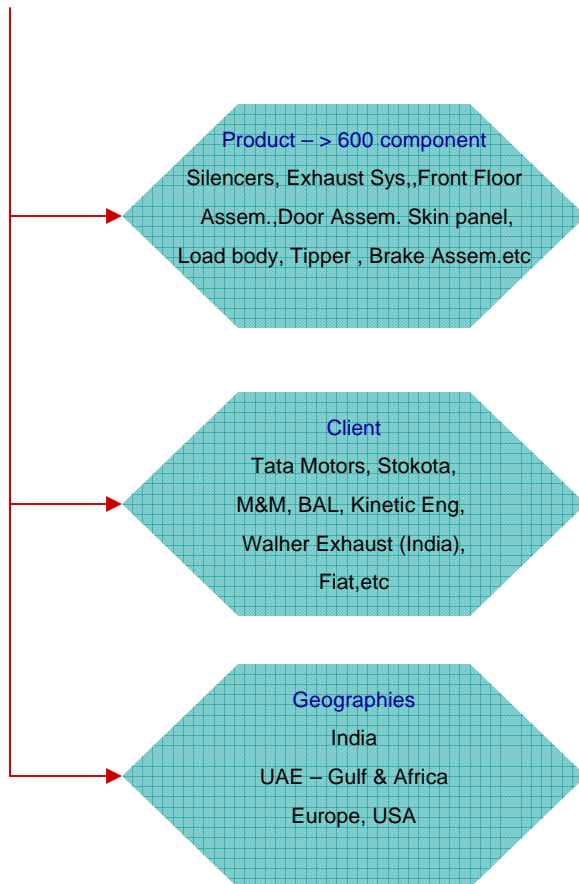 Product – > 600 component
Silencers, Exhaust Sys,,Front Floor
Assem.,Door Assem. Skin panel,
Load body, Tipper , Brake Assem.etc
Client
Tata Motors, Stokota,
M&M, BAL, Kinetic Eng,
Walher Exhaust (India),
Fiat,etc
Geographies
India
UAE – Gulf & Africa
Europe, USA